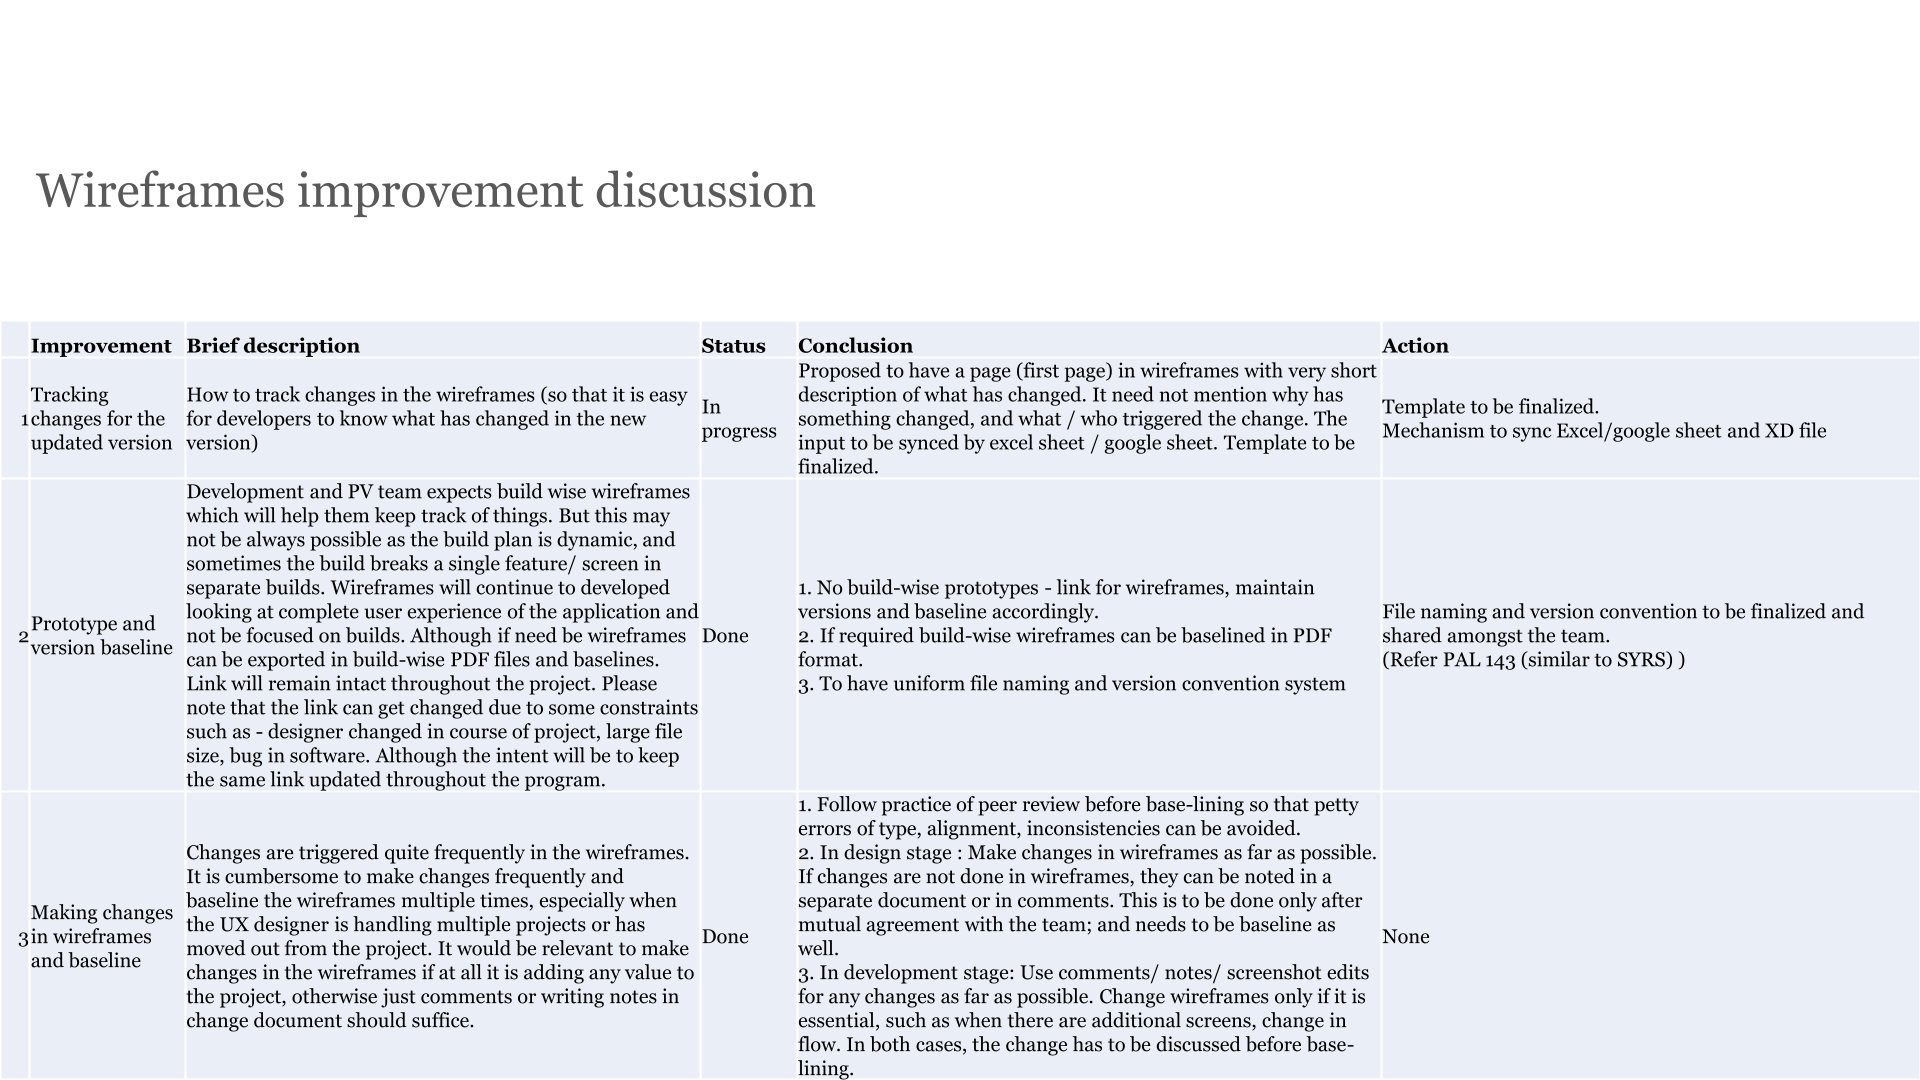 Wireframes improvement discussion
Improvement
Brief description
Status
Conclusion
Action
1
Tracking
changes for the
updated version
How to track changes in the wireframes (so that it is easy
for developers to know what has changed in the new
version)
In
progress
Proposed to have a page (first page) in wireframes with very short
description of what has changed. It need not mention why has
something changed, and what / who triggered the change. The
input to be synced by excel sheet / google sheet. Template to be
finalized.
Template to be finalized.
Mechanism to sync Excel/google sheet and XD file
2
Prototype and
version baseline
Development and PV team expects build wise wireframes
which will help them keep track of things. But this may
not be always possible as the build plan is dynamic, and
sometimes the build breaks a single feature/ screen in
separate builds. Wireframes will continue to developed
looking at complete user experience of the application and
not be focused on builds. Although if need be wireframes
can be exported in build-wise PDF files and baselines.
Link will remain intact throughout the project. Please
note that the link can get changed due to some constraints
such as - designer changed in course of project, large file
size, bug in software. Although the intent will be to keep
the same link updated throughout the program.
Done
1. No build-wise prototypes - link for wireframes, maintain
versions and baseline accordingly.
2. If required build-wise wireframes can be baselined in PDF
format.
3. To have uniform file naming and version convention system
File naming and version convention to be finalized and
shared amongst the team.
(Refer PAL 143 (similar to SYRS) )
3
Making changes
in wireframes
and baseline
Changes are triggered quite frequently in the wireframes.
It is cumbersome to make changes frequently and
baseline the wireframes multiple times, especially when
the UX designer is handling multiple projects or has
moved out from the project. It would be relevant to make
changes in the wireframes if at all it is adding any value to
the project, otherwise just comments or writing notes in
change document should suffice.
Done
1. Follow practice of peer review before base-lining so that petty
errors of type, alignment, inconsistencies can be avoided.
2. In design stage : Make changes in wireframes as far as possible.
If changes are not done in wireframes, they can be noted in a
separate document or in comments. This is to be done only after
mutual agreement with the team; and needs to be baseline as
well.
3. In development stage: Use comments/ notes/ screenshot edits
for any changes as far as possible. Change wireframes only if it is
essential, such as when there are additional screens, change in
flow. In both cases, the change has to be discussed before base-
lining.
None